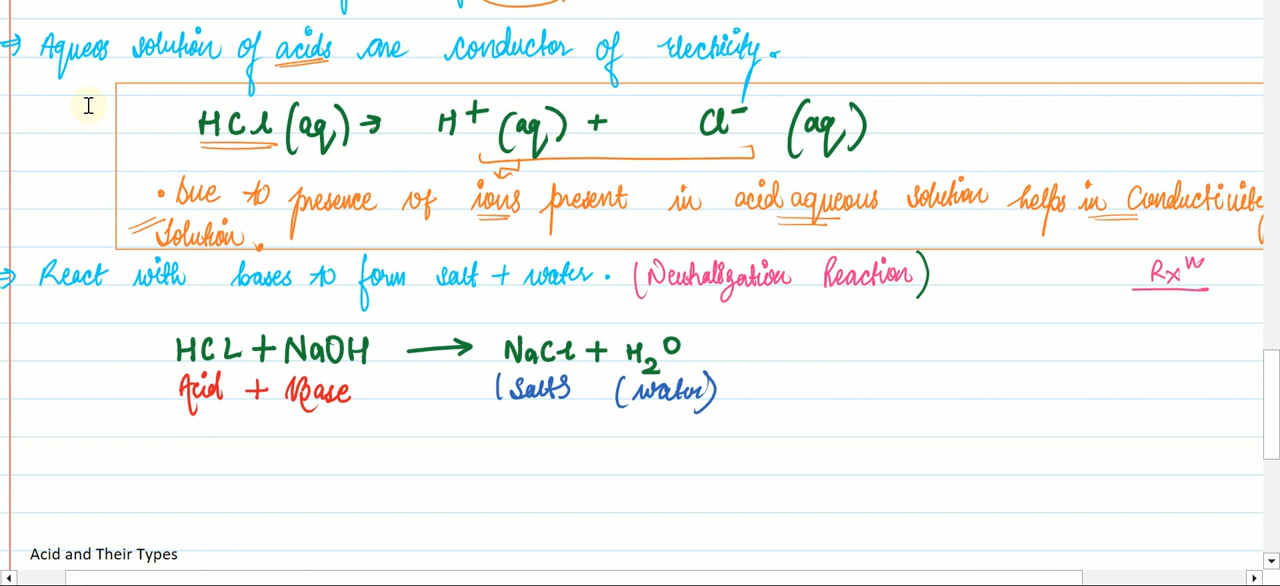 ⇒ Aqueos solution of acids are conductor of electricity.
HCl (aq) → H+ (aq) + Cl- (aq)
• Due to presence of ions present in acid aqueous solution helps in Conductivite
solution.
⇒ React with bases to form salt + water. (Neutralization Reaction) Rxn
HCL + NaOH → NaCl + H2O
Acid + Base (Salts (water)
Acid and Their Types